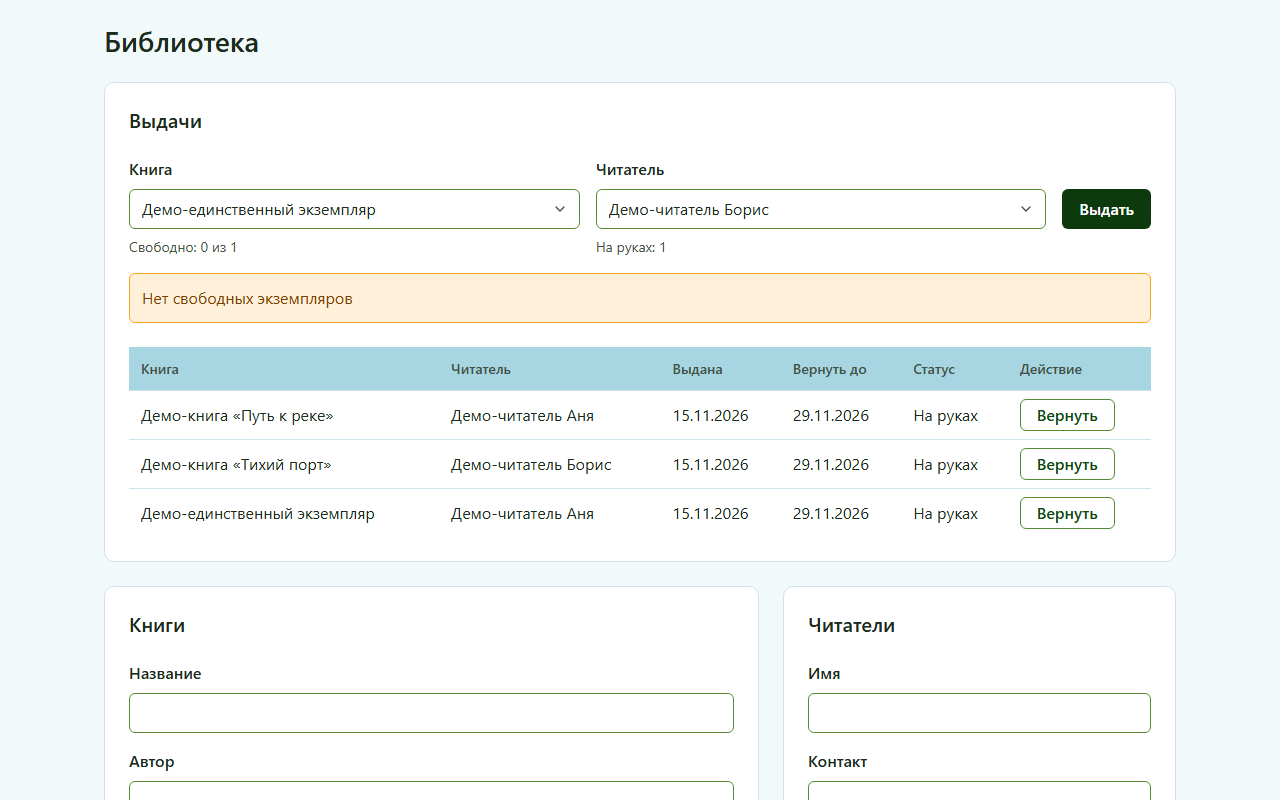 Библиотека
Выдачи
Книга Читатель
Демо-единственный экземпляр Демо-читатель Борис Выдать
Свободно: 0 из 1 На руках: 1
Нет свободных экземпляров
Книга Читатель Выдана Вернуть до Статус Действие
Демо-книга «Путь к реке» Демо-читатель Аня 15.11.2026 29.11.2026 На руках Вернуть
Демо-книга «Тихий порт» Демо-читатель Борис 15.11.2026 29.11.2026 На руках Вернуть
Демо-единственный экземпляр Демо-читатель Аня 15.11.2026 29.11.2026 На руках Вернуть
Книги Читатели
Название Имя
Автор Контакт